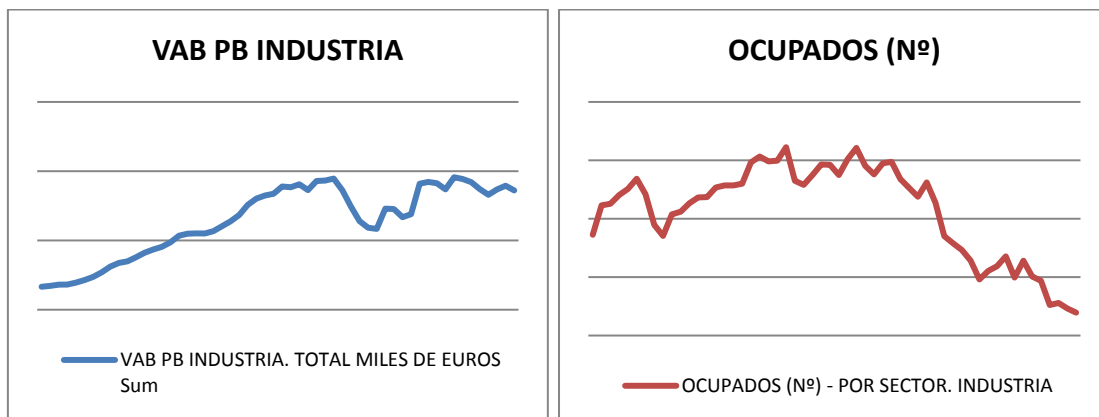 VAB PB INDUSTRIA
VAB PB INDUSTRIA. TOTAL MILES DE EUROS
Sum
OCUPADOS (Nº)
OCUPADOS (Nº) - POR SECTOR. INDUSTRIA